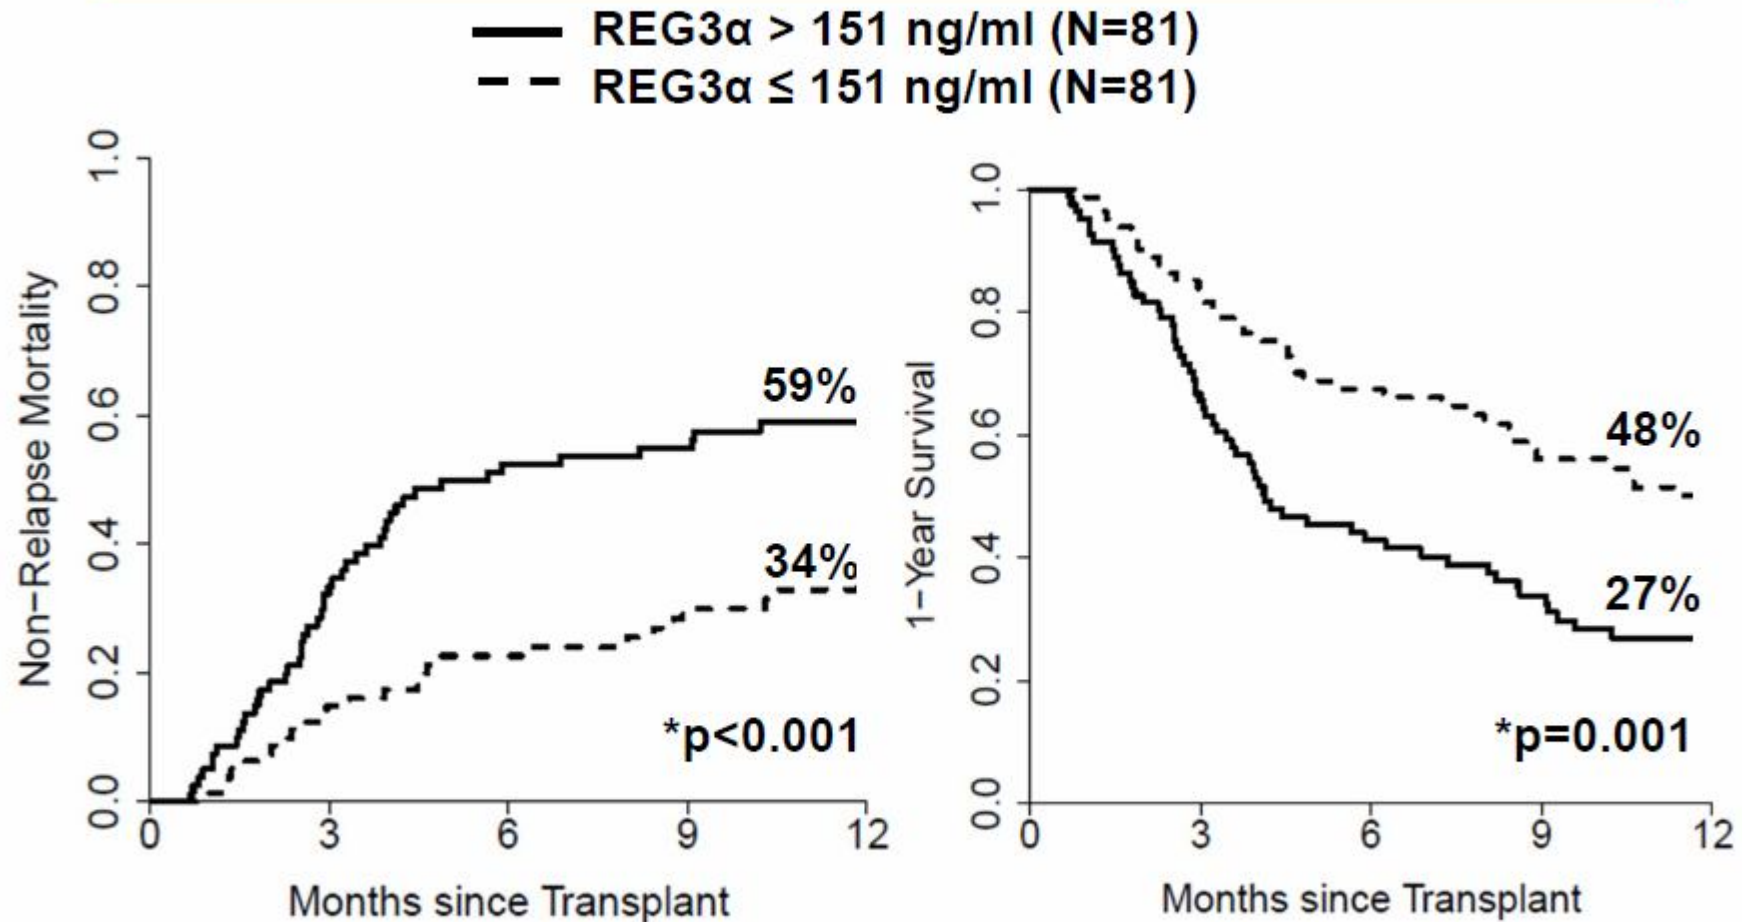 REG3α > 151 ng/ml (N=81)
REG3α ≤ 151 ng/ml (N=81)
Non-Relapse Mortality
1.0
0.8
0.6
0.4
0.2
0.0
59%
34%
*p<0.001
0 3 6 9 12
Months since Transplant
1-Year Survival
1.0
0.8
0.6
0.4
0.2
0.0
48%
27%
*p=0.001
0 3 6 9 12
Months since Transplant